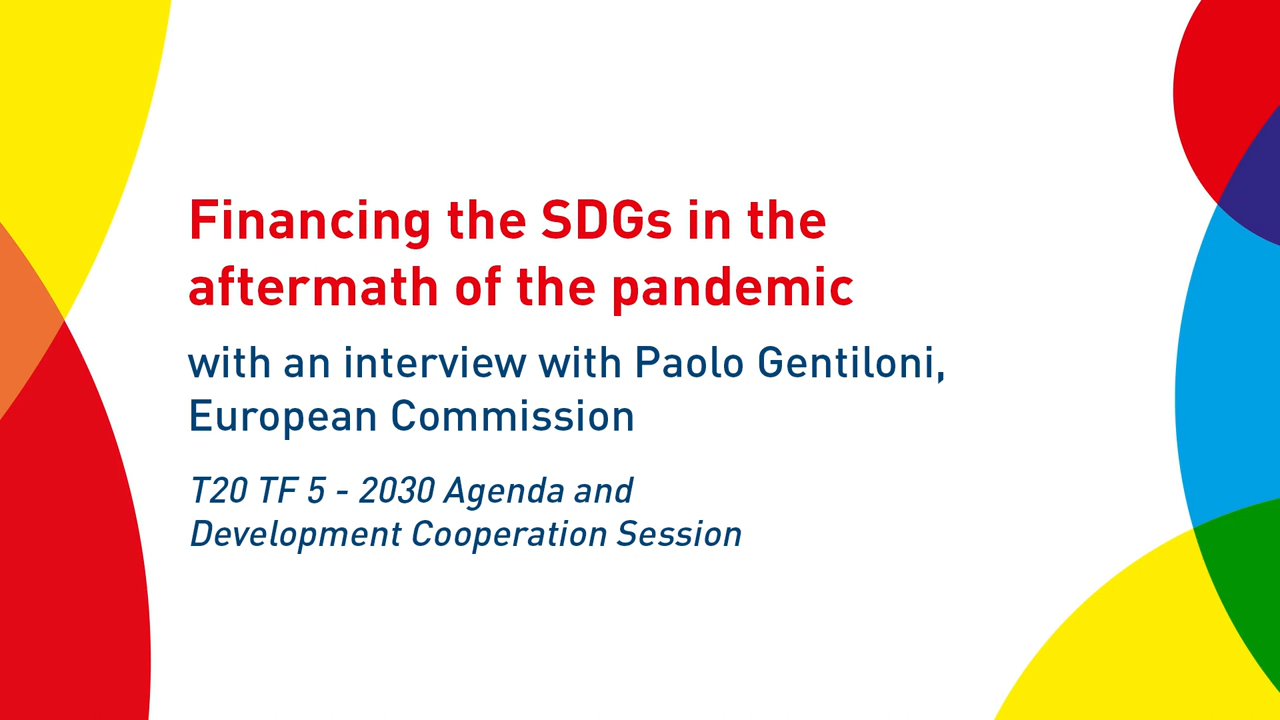 Financing the SDGs in the
aftermath of the pandemic
with an interview with Paolo Gentiloni,
European Commission
T20 TF 5 - 2030 Agenda and
Development Cooperation Session